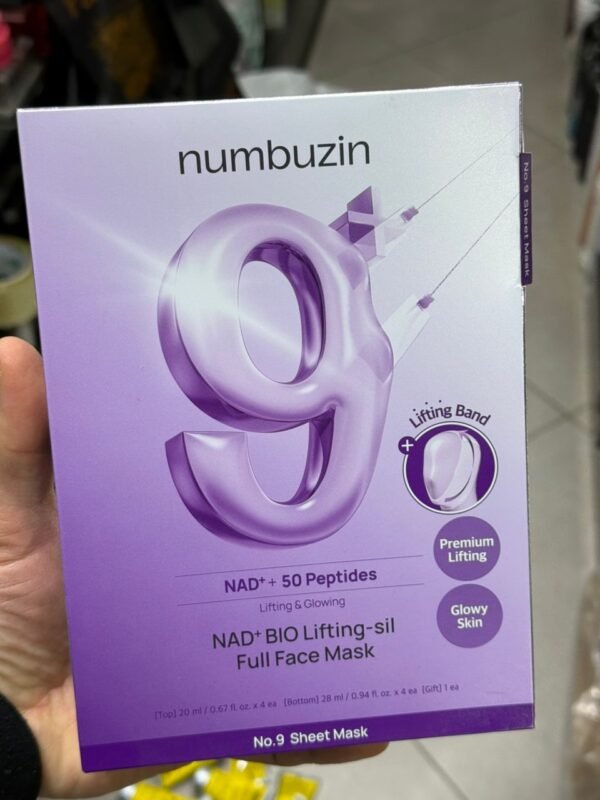 numbuzin
No.9 Sheet Mask
9
Lifting Band
+
Premium
Lifting
NAD+ + 50 Peptides
Lifting & Glowing
Glowy
Skin
NAD+ BIO Lifting-sil
Full Face Mask
[Top] 20 ml / 0.67 fl. oz. x 4 ea [Bottom] 28 ml / 0.94 fl. oz. x 4 ea [Gift] 1 ea
No.9 Sheet Mask